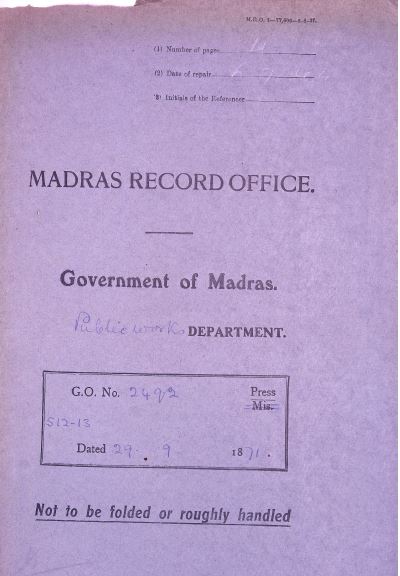 M.G.O. 1—17,500—5-5-37.
(1) Number of pages
(2) Date of repair
(3) Initials of the Referencer
MADRAS RECORD OFFICE.
Government of Madras.
Public works DEPARTMENT.
G.O. No. 2492 Press
Mis.
512-13
Dated 29. 9 1871.
Not to be folded or roughly handled